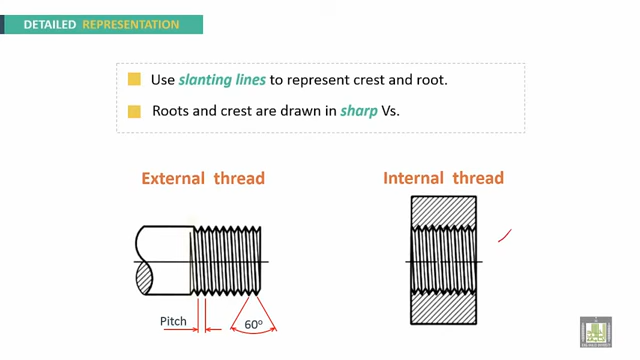 DETAILED REPRESENTATION
Use slanting lines to represent crest and root.
Roots and crest are drawn in sharp Vs.
External thread
Internal thread
Pitch
60°